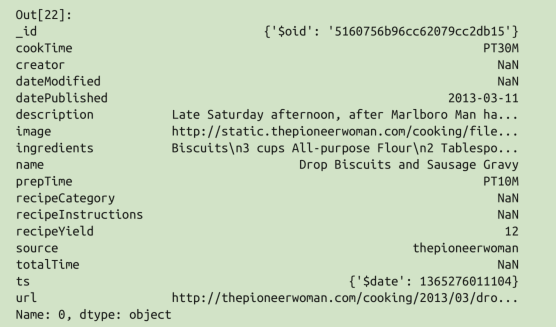 Out[22]:
_id {'$oid': '5160756b96cc62079cc2db15'}
cookTime PT30M
creator NaN
dateModified NaN
datePublished 2013-03-11
description Late Saturday afternoon, after Marlboro Man ha...
image http://static.thepioneerwoman.com/cooking/file...
ingredients Biscuits\n3 cups All-purpose Flour\n2 Tablespo...
name Drop Biscuits and Sausage Gravy
prepTime PT10M
recipeCategory NaN
recipeInstructions NaN
recipeYield 12
source thepioneerwoman
totalTime NaN
ts {'$date': 1365276011104}
url http://thepioneerwoman.com/cooking/2013/03/dro...
Name: 0, dtype: object